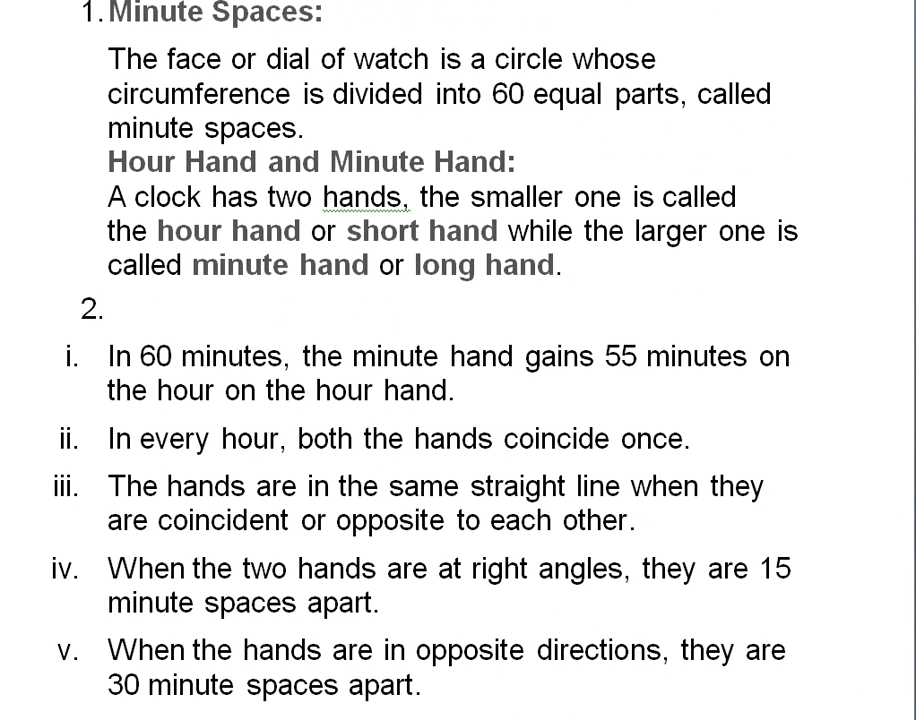 1. Minute Spaces:
The face or dial of watch is a circle whose
circumference is divided into 60 equal parts, called
minute spaces.
Hour Hand and Minute Hand:
A clock has two hands, the smaller one is called
the hour hand or short hand while the larger one is
called minute hand or long hand.
2.
i. In 60 minutes, the minute hand gains 55 minutes on
the hour on the hour hand.
ii. In every hour, both the hands coincide once.
iii. The hands are in the same straight line when they
are coincident or opposite to each other.
iv. When the two hands are at right angles, they are 15
minute spaces apart.
v. When the hands are in opposite directions, they are
30 minute spaces apart.